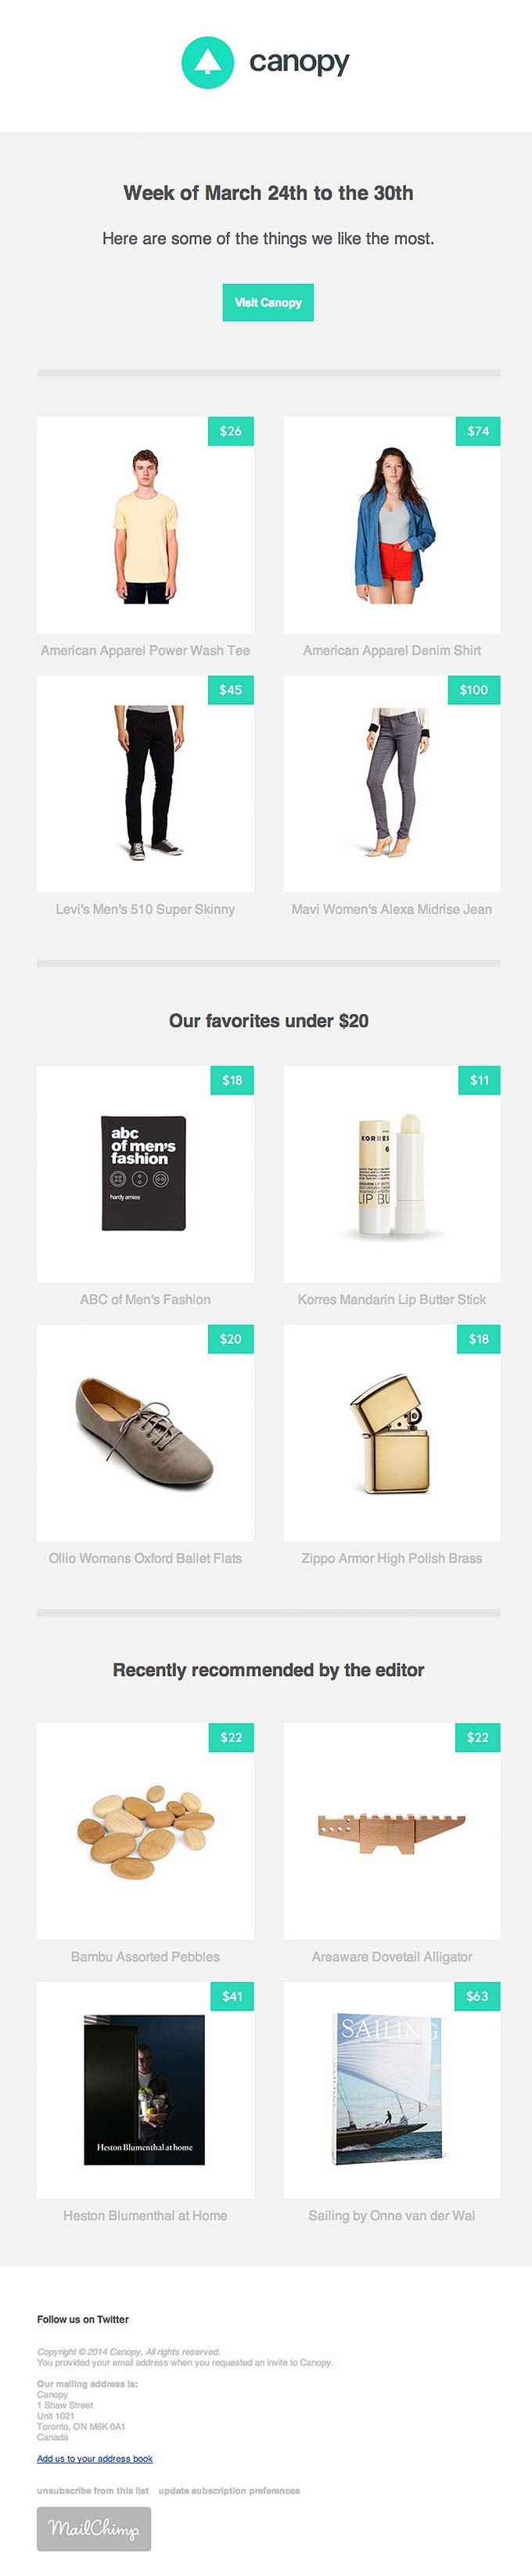 canopy
Week of March 24th to the 30th
Here are some of the things we like the most.
Visit Canopy
$26
$74
American Apparel Power Wash Tee
American Apparel Denim Shirt
$45
$100
Levi's Men's 510 Super Skinny
Mavi Women's Alexa Midrise Jean
Our favorites under $20
$18
$11
abc
of men's
fashion
hardy amies
KORRES
LIP BU
ABC of Men's Fashion
Korres Mandarin Lip Butter Stick
$20
$18
Ollio Womens Oxford Ballet Flats
Zippo Armor High Polish Brass
Recently recommended by the editor
$22
$22
Bambu Assorted Pebbles
Areaware Dovetail Alligator
$41
$63
SAILING
Heston Blumenthal at home
Heston Blumenthal at Home
Sailing by Onne van der Wal
Follow us on Twitter
Copyright © 2014 Canopy, All rights reserved.
You provided your email address when you requested an invite to Canopy.
Our mailing address is:
Canopy
1 Shaw Street
Unit 1021
Toronto, ON M6K 0A1
Canada
Add us to your address book
unsubscribe from this list update subscription preferences
MailChimp